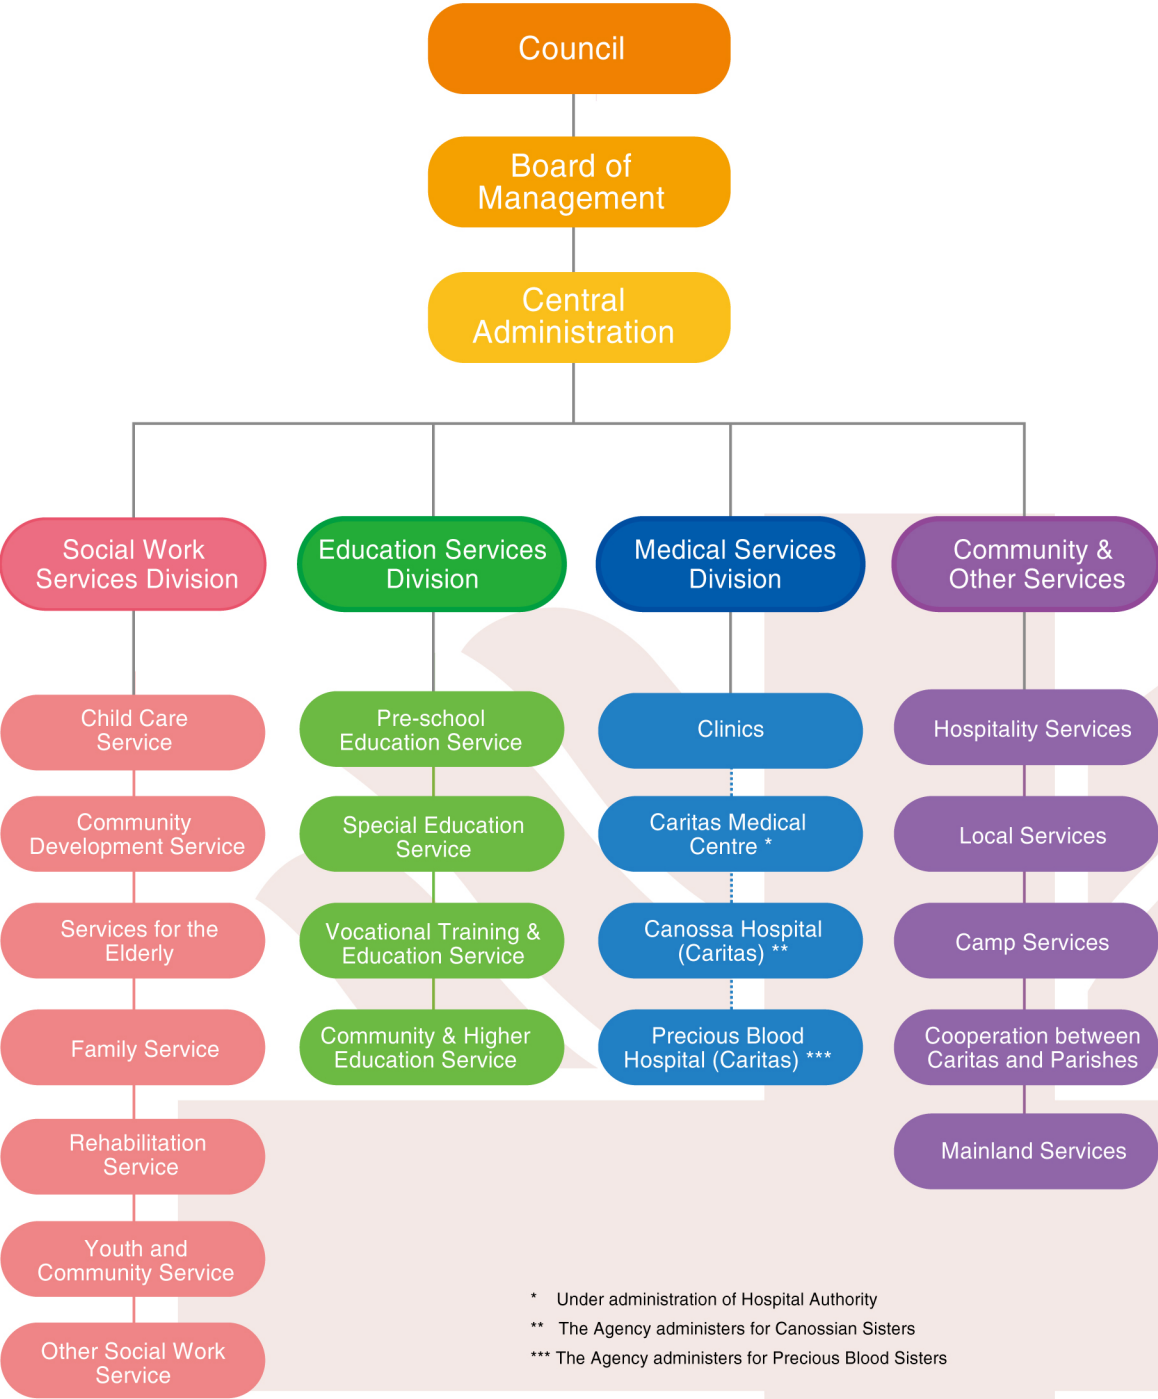 Council
Board of
Management
Central
Administration
Social Work
Services Division
Education Services
Division
Medical Services
Division
Community &
Other Services
Child Care
Service
Community
Development Service
Services for the
Elderly
Family Service
Rehabilitation
Service
Youth and
Community Service
Other Social Work
Service
Pre-school
Education Service
Special Education
Service
Vocational Training &
Education Service
Community & Higher
Education Service
Clinics
Caritas Medical
Centre *
Canossa Hospital
(Caritas) **
Precious Blood
Hospital (Caritas) ***
Hospitality Services
Local Services
Camp Services
Cooperation between
Caritas and Parishes
Mainland Services
* Under administration of Hospital Authority
** The Agency administers for Canossian Sisters
*** The Agency administers for Precious Blood Sisters